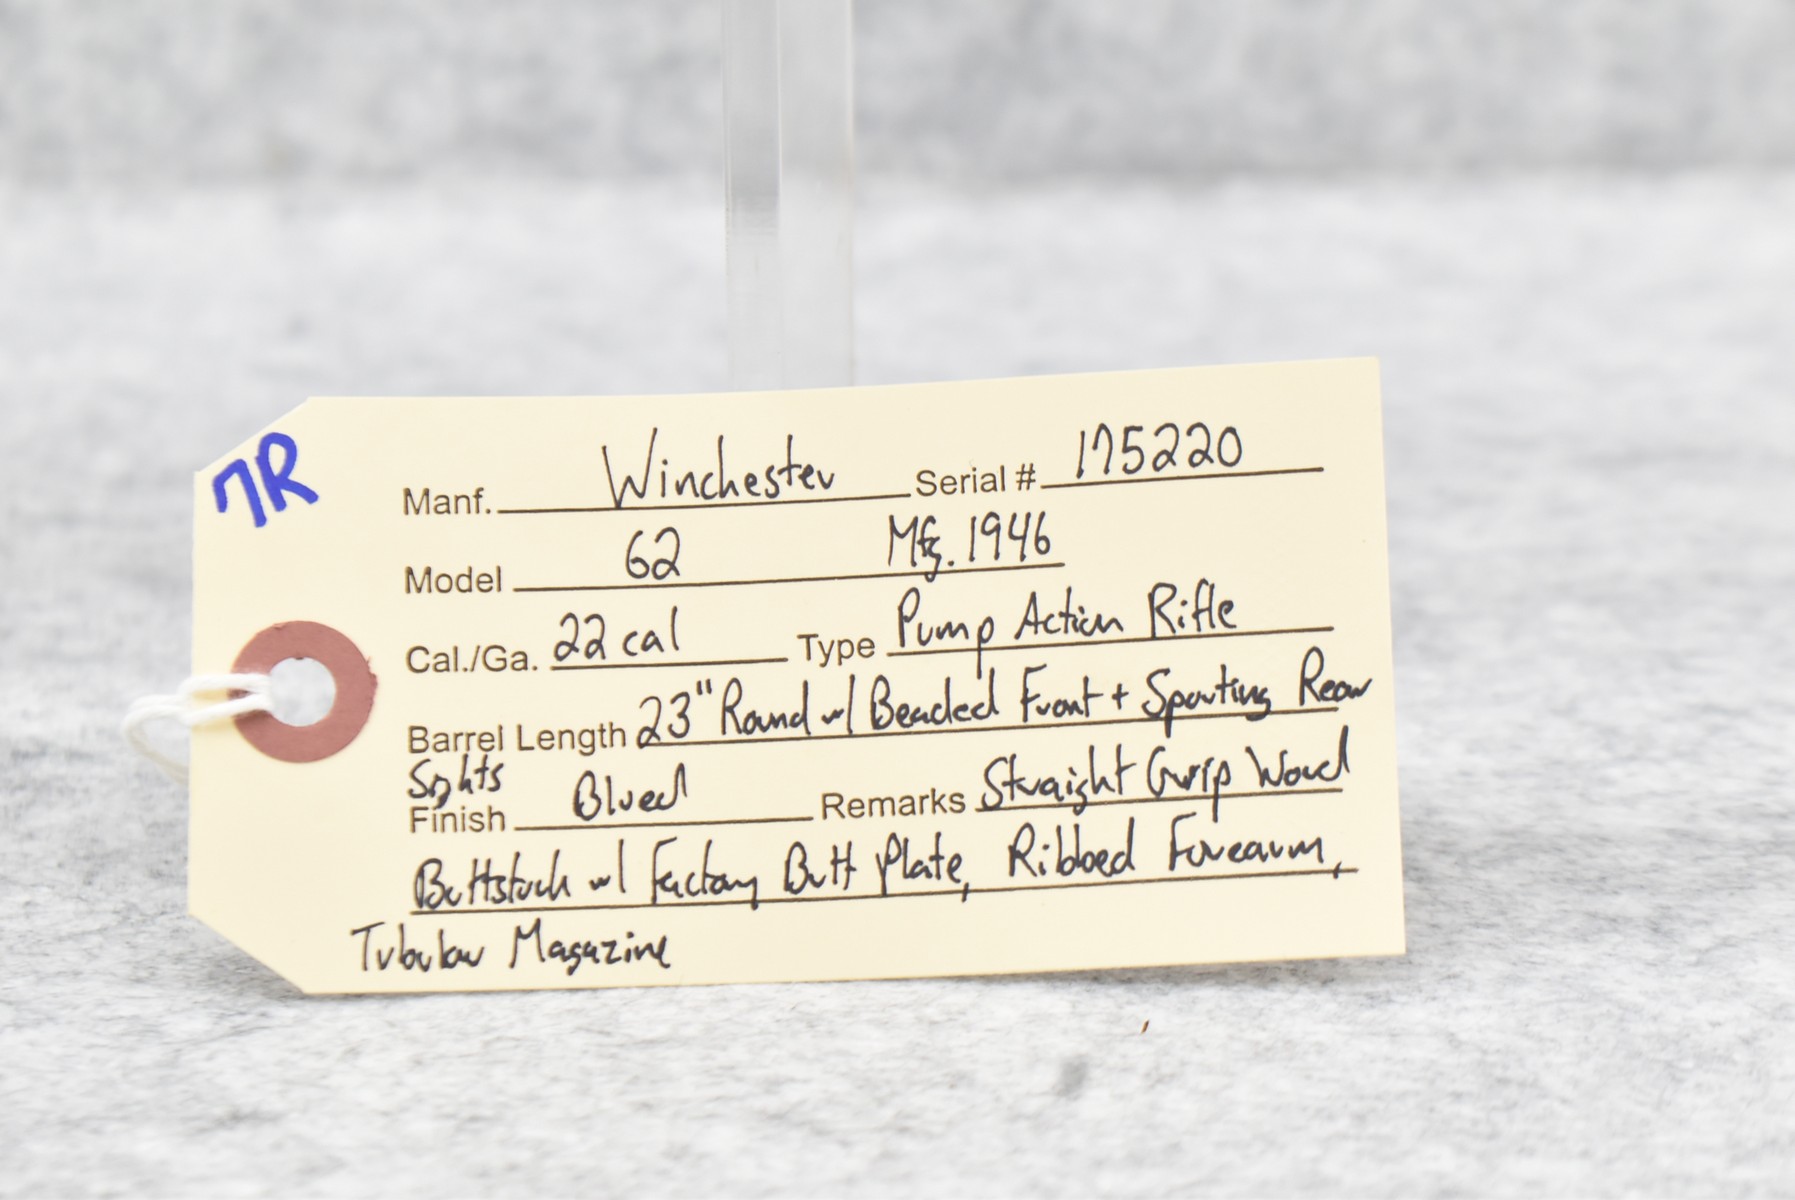 7R
Manf. Winchester Serial # 175220
Model 62 Mfg. 1946
Cal./Ga. 22 cal Type Pump Action Rifle
Barrel Length 23" Round w/ Beaded Front + Sporting Rear
Sights
Finish Blued Remarks Straight Grip Wood
Buttstock w/ Factory Butt Plate, Ribbed Forearm,
Tubular Magazine